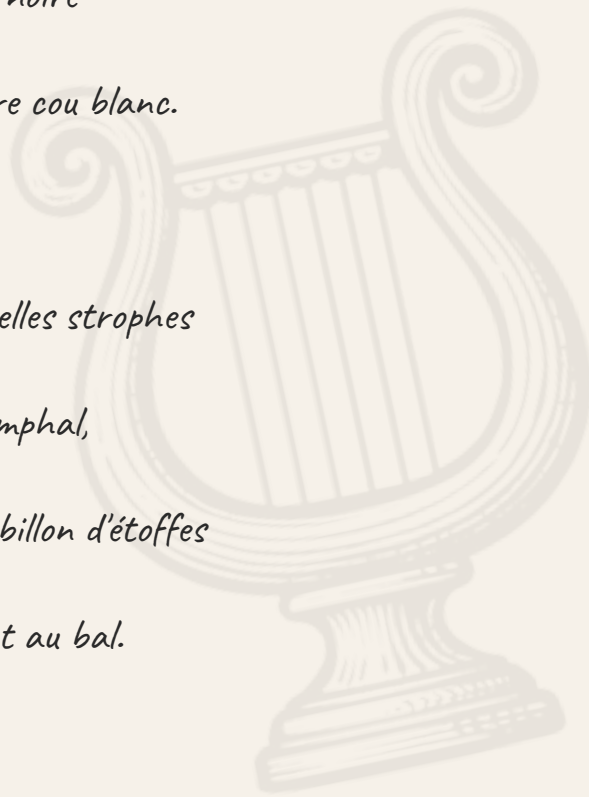 noire
re cou blanc.
elles strophes
mphal,
billon d'étoffes
t au bal.